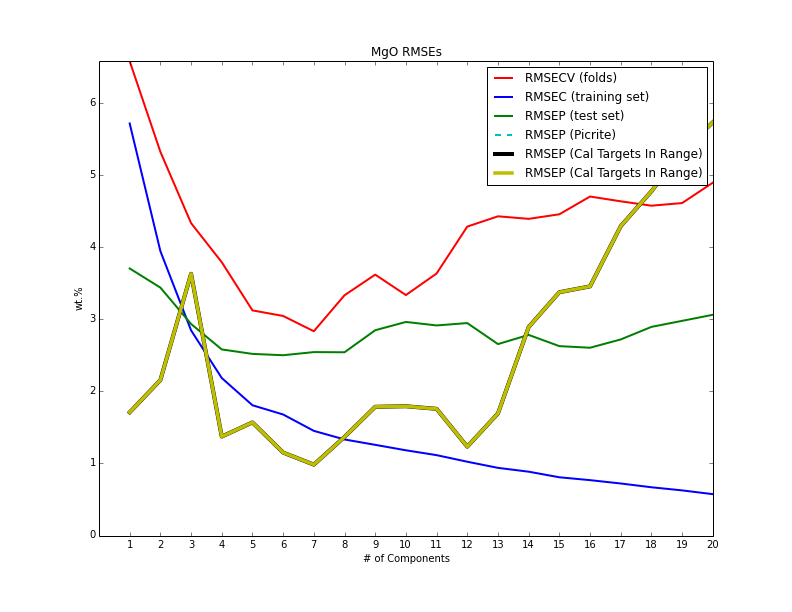 MgO RMSEs
RMSECV (folds)
RMSEC (training set)
RMSEP (test set)
RMSEP (Picrite)
RMSEP (Cal Targets In Range)
RMSEP (Cal Targets In Range)
6
5
4
3
2
1
0
wt.%
1 2 3 4 5 6 7 8 9 10 11 12 13 14 15 16 17 18 19 20
# of Components